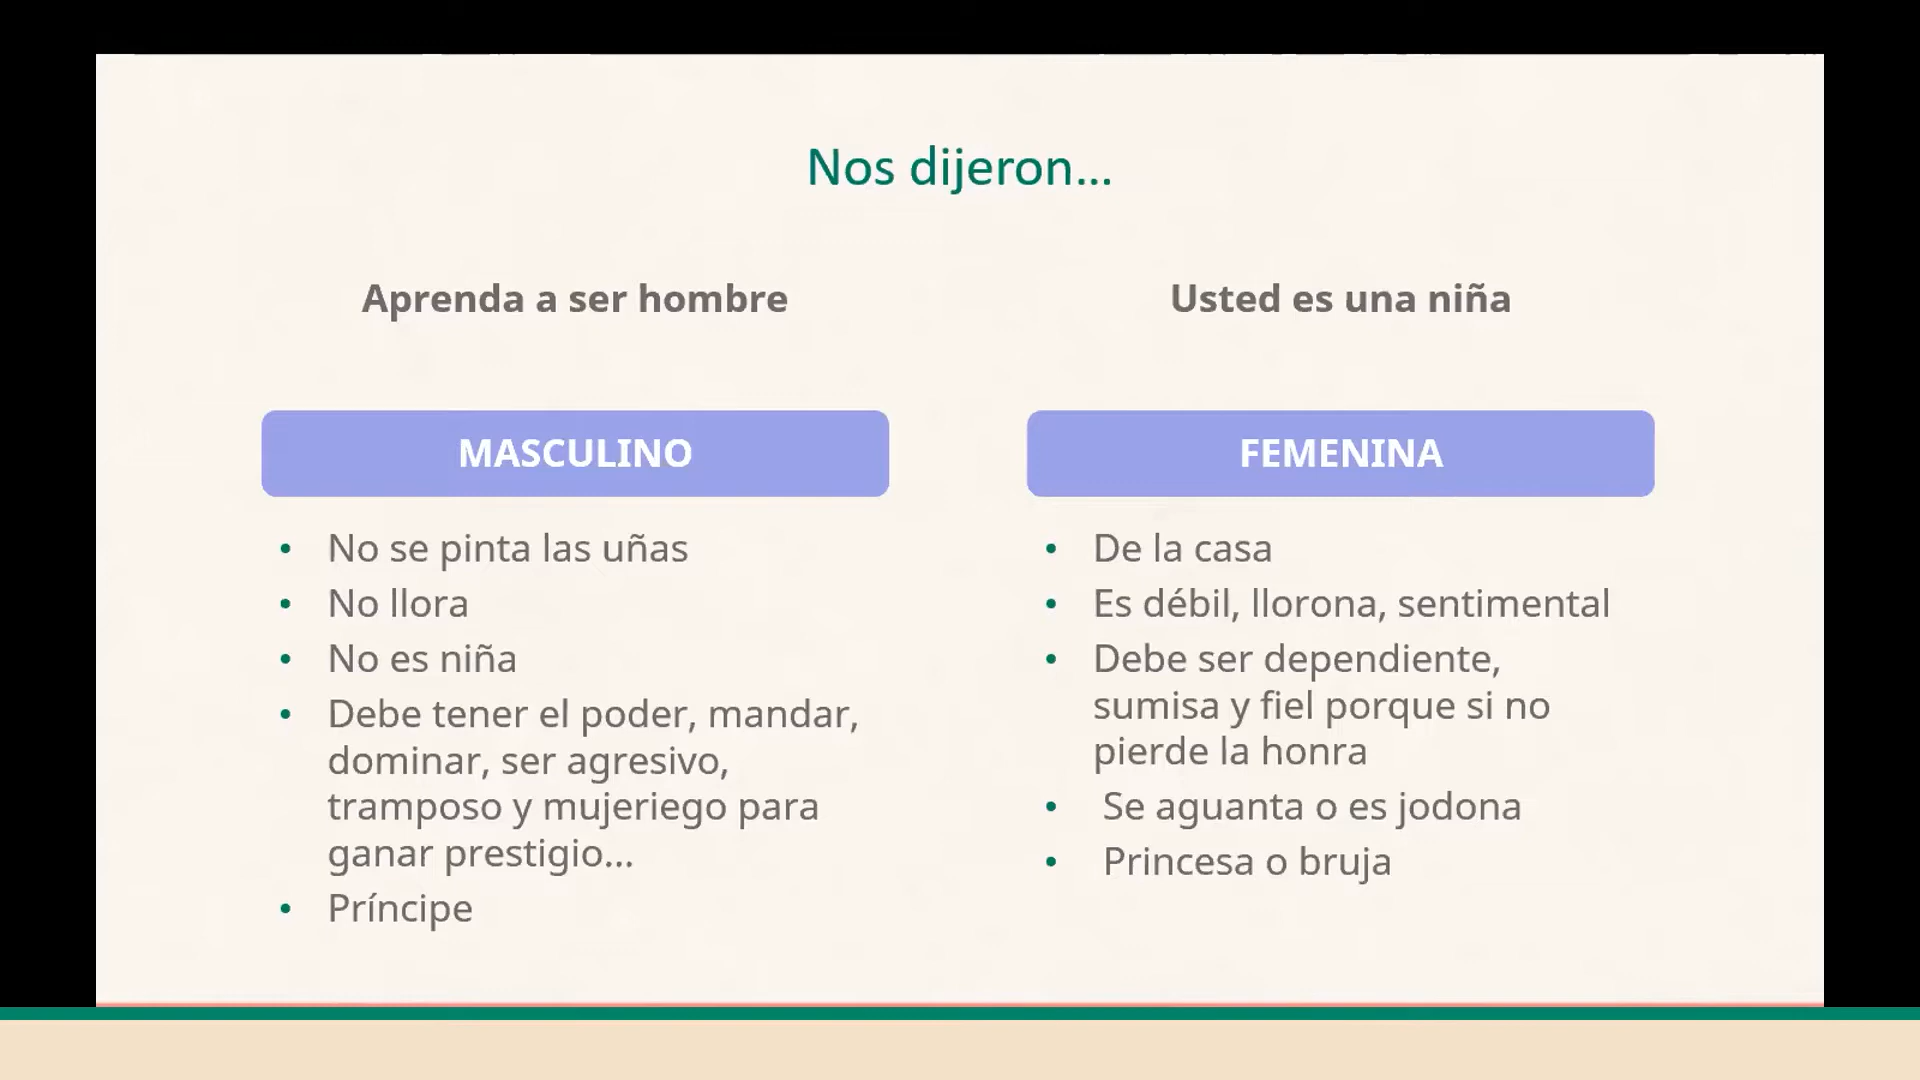 Nos dijeron...
Aprenda a ser hombre
MASCULINO
• No se pinta las uñas
• No llora
• No es niña
• Debe tener el poder, mandar,
dominar, ser agresivo,
tramposo y mujeriego para
ganar prestigio...
• Príncipe
Usted es una niña
FEMENINA
• De la casa
• Es débil, llorona, sentimental
• Debe ser dependiente,
sumisa y fiel porque si no
pierde la honra
• Se aguanta o es jodona
• Princesa o bruja